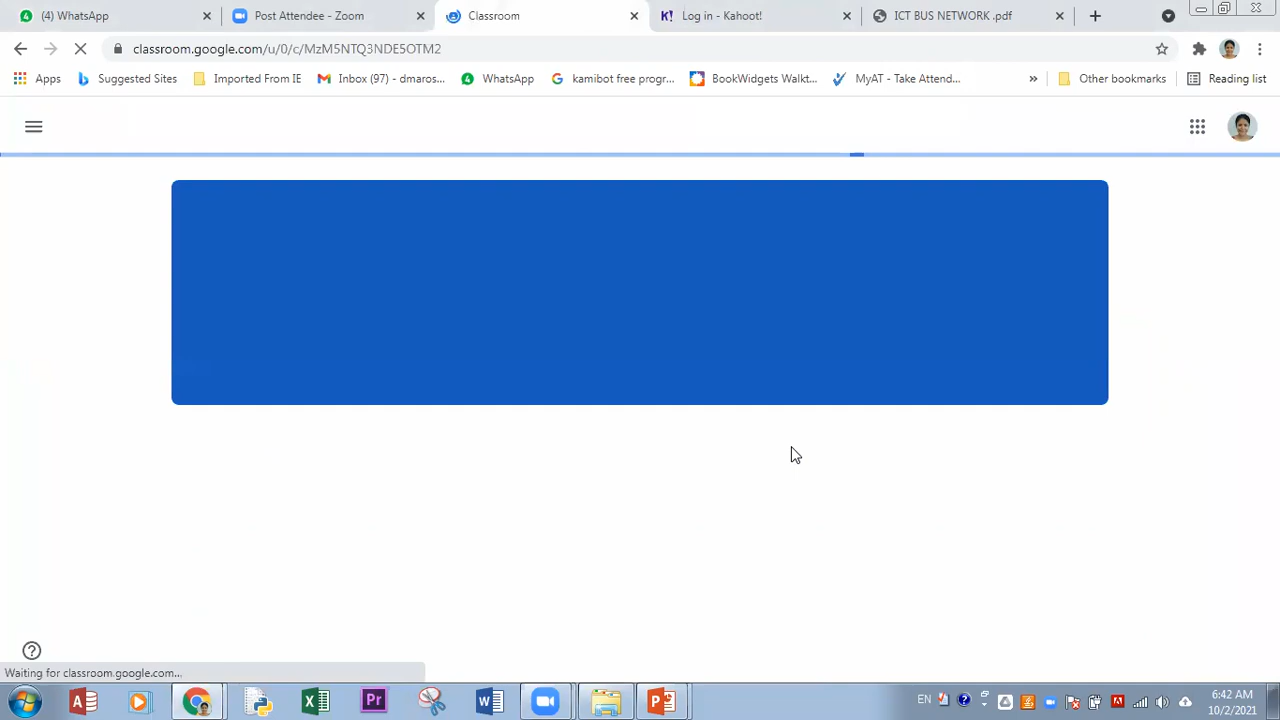 (4) WhatsApp
Post Attendee - Zoom
Classroom
Log in - Kahoot!
ICT BUS NETWORK .pdf
classroom.google.com/u/0/c/MzM5NTQ3NDE5OTM2
Apps
Suggested Sites
Imported From IE
Inbox (97) - dmaros...
WhatsApp
kamibot free progr...
BookWidgets Walkt...
MyAT - Take Attend...
»
Other bookmarks
Reading list
Waiting for classroom.google.com...
EN
6:42 AM
10/2/2021